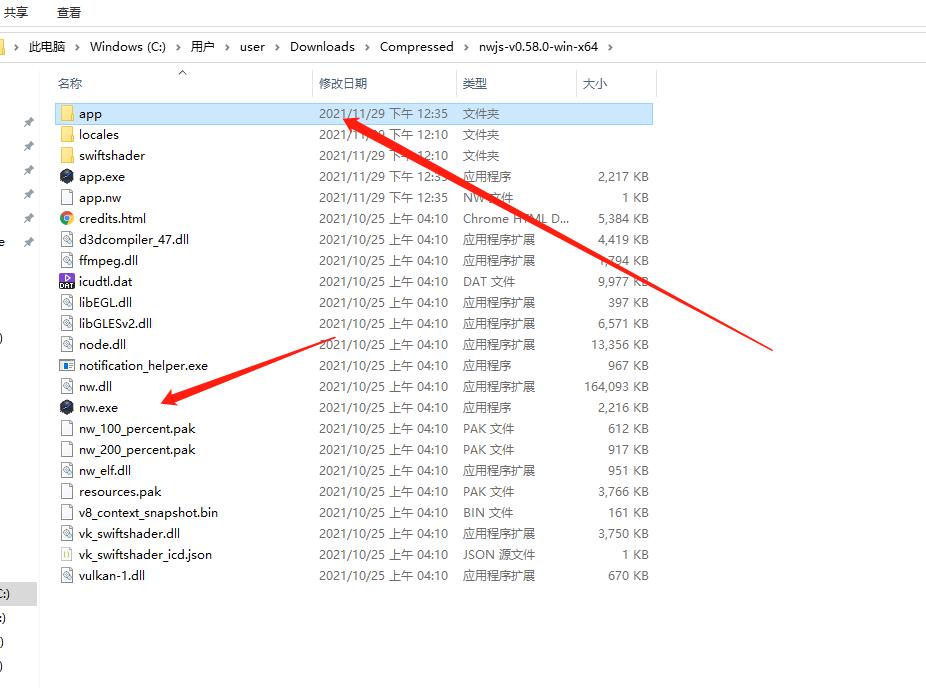 共享 查看
此电脑 Windows (C:) 用户 user Downloads Compressed nwjs-v0.58.0-win-x64
名称 修改日期 类型 大小
app 2021/11/29 下午 12:35 文件夹
locales 2021/11/29 下午 12:10 文件夹
swiftshader 2021/11/29 下午 12:10 文件夹
app.exe 2021/11/29 下午 12:35 应用程序 2,217 KB
app.nw 2021/11/29 下午 12:35 NW 文件 1 KB
credits.html 2021/10/25 上午 04:10 Chrome HTML D... 5,384 KB
d3dcompiler_47.dll 2021/10/25 上午 04:10 应用程序扩展 4,419 KB
ffmpeg.dll 2021/10/25 上午 04:10 应用程序扩展 1,794 KB
DAT icudtl.dat 2021/10/25 上午 04:10 DAT 文件 9,977 KB
libEGL.dll 2021/10/25 上午 04:10 应用程序扩展 397 KB
libGLESv2.dll 2021/10/25 上午 04:10 应用程序扩展 6,571 KB
node.dll 2021/10/25 上午 04:10 应用程序扩展 13,356 KB
notification_helper.exe 2021/10/25 上午 04:10 应用程序 967 KB
nw.dll 2021/10/25 上午 04:10 应用程序扩展 164,093 KB
nw.exe 2021/10/25 上午 04:10 应用程序 2,216 KB
nw_100_percent.pak 2021/10/25 上午 04:10 PAK 文件 612 KB
nw_200_percent.pak 2021/10/25 上午 04:10 PAK 文件 917 KB
nw_elf.dll 2021/10/25 上午 04:10 应用程序扩展 951 KB
resources.pak 2021/10/25 上午 04:10 PAK 文件 3,766 KB
v8_context_snapshot.bin 2021/10/25 上午 04:10 BIN 文件 161 KB
vk_swiftshader.dll 2021/10/25 上午 04:10 应用程序扩展 3,750 KB
vk_swiftshader_icd.json 2021/10/25 上午 04:10 JSON 源文件 1 KB
vulkan-1.dll 2021/10/25 上午 04:10 应用程序扩展 670 KB